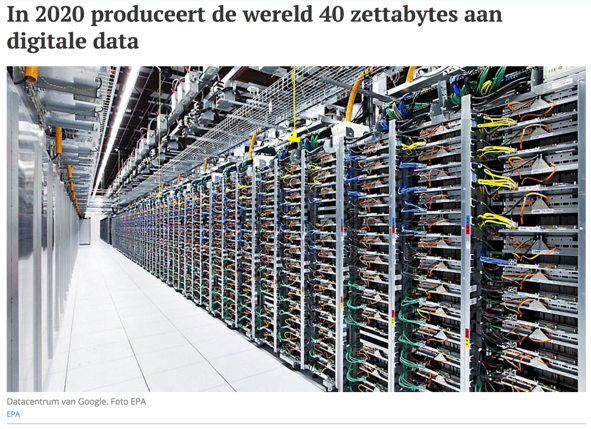 In 2020 produceert de wereld 40 zettabytes aan
digitale data
Datacentrum van Google. Foto EPA
EPA